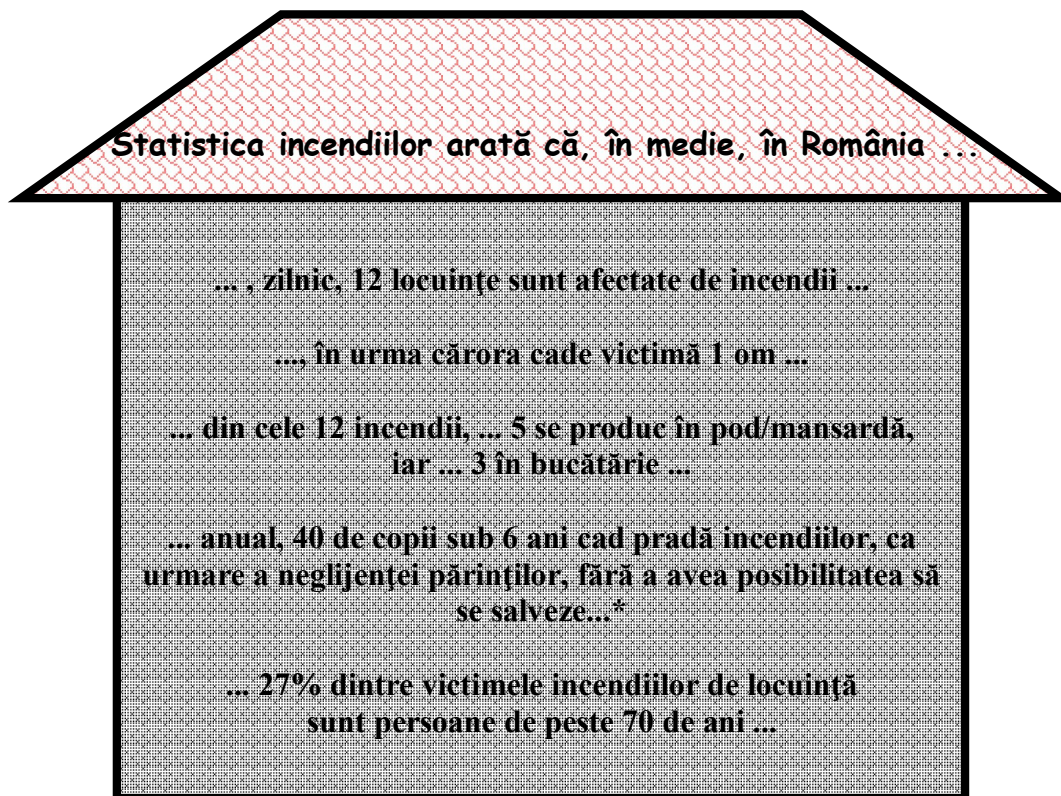 Statistica incendiilor arată că, în medie, în România ...
... , zilnic, 12 locuinţe sunt afectate de incendii ...
..., în urma cărora cade victimă 1 om ...
... din cele 12 incendii, ... 5 se produc în pod/mansardă,
iar ... 3 în bucătărie ...
... anual, 40 de copii sub 6 ani cad pradă incendiilor, ca
urmare a neglijenţei părinţilor, fără a avea posibilitatea să
se salveze...*
... 27% dintre victimele incendiilor de locuinţă
sunt persoane de peste 70 de ani ...